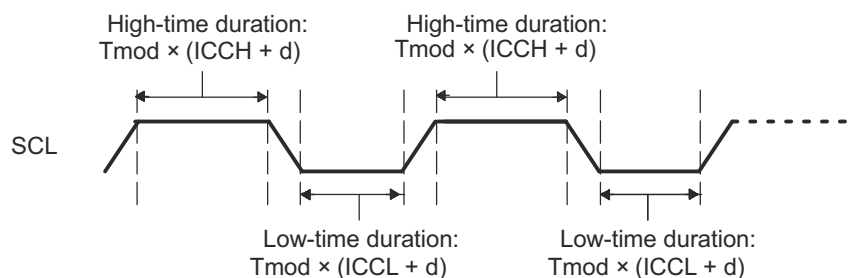 High-time duration:
Tmod × (ICCH + d)
High-time duration:
Tmod × (ICCH + d)
SCL
Low-time duration:
Tmod × (ICCL + d)
Low-time duration:
Tmod × (ICCL + d)